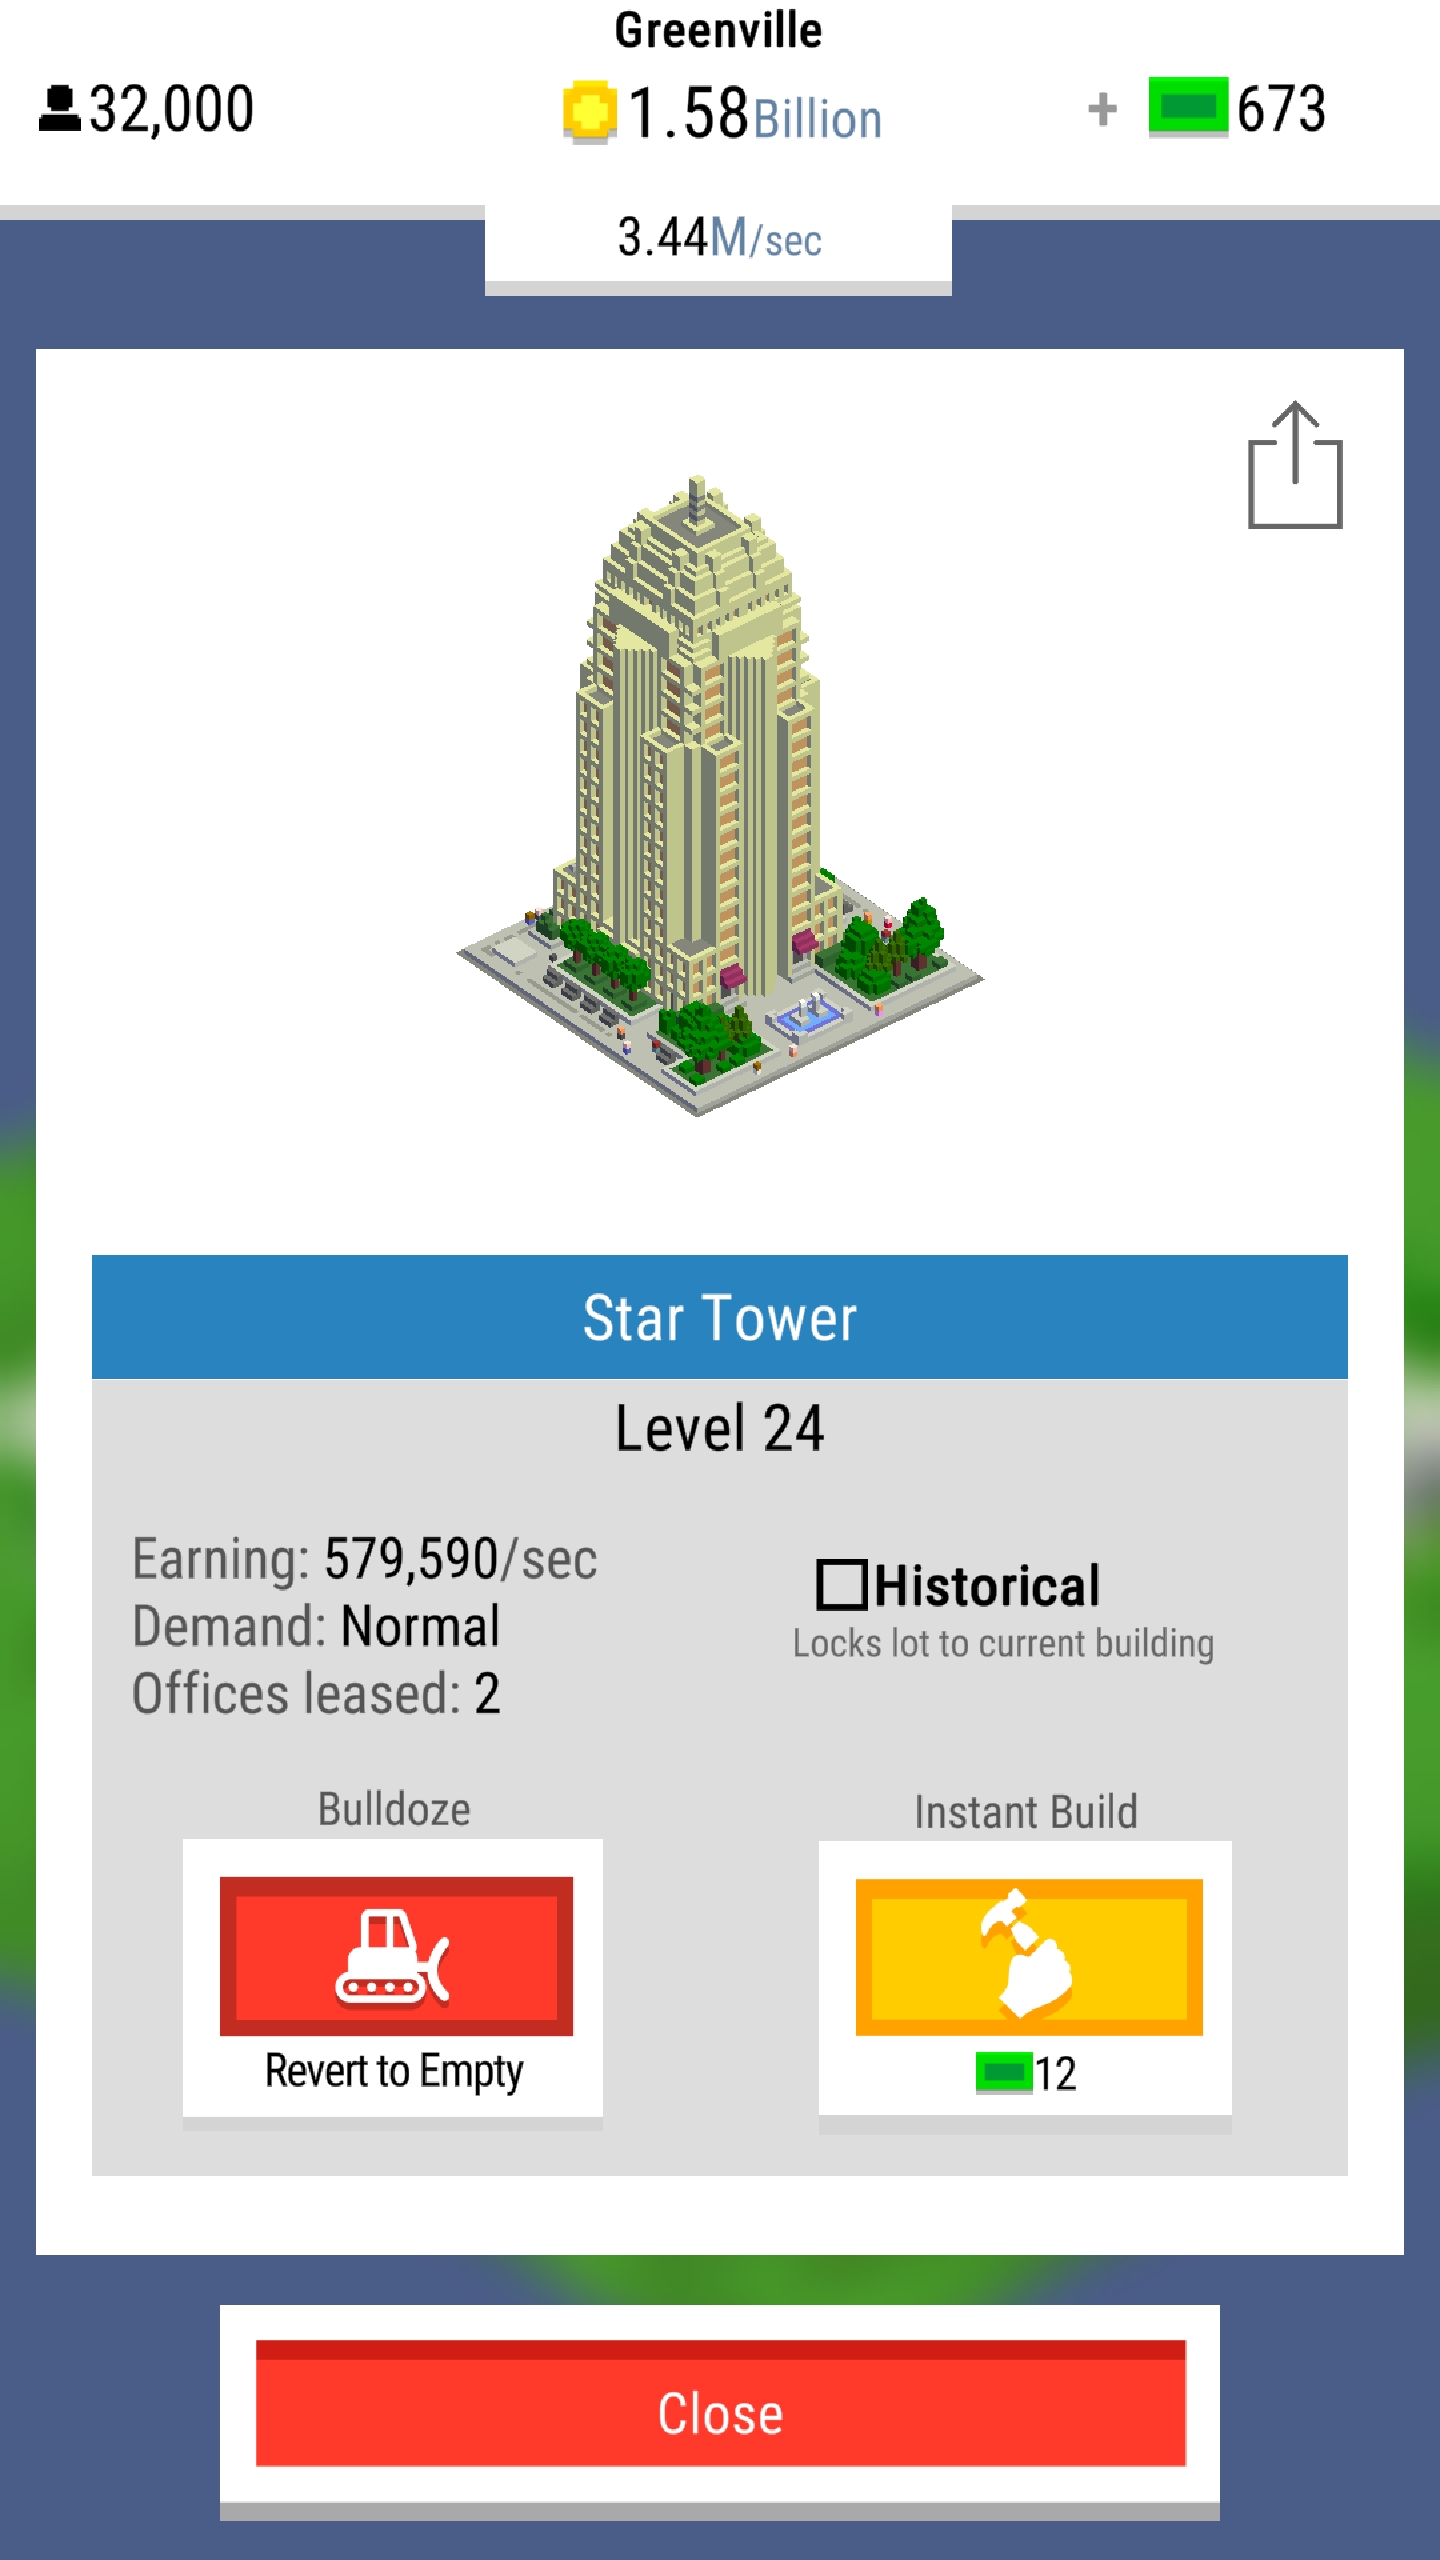 Greenville
32,000
1.58Billion
+ 673
3.44M/sec
Star Tower
Level 24
Earning: 579,590/sec
Demand: Normal
Offices leased: 2
Historical
Locks lot to current building
Bulldoze
Revert to Empty
Instant Build
12
Close